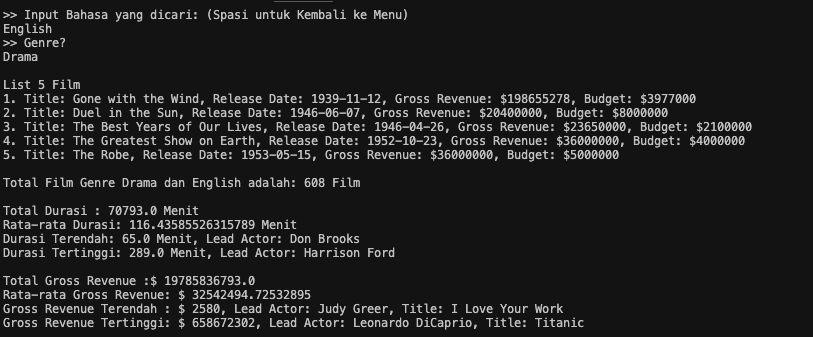 >> Input Bahasa yang dicari: (Spasi untuk Kembali ke Menu)
English
>> Genre?
Drama
List 5 Film
1. Title: Gone with the Wind, Release Date: 1939-11-12, Gross Revenue: $198655278, Budget: $3977000
2. Title: Duel in the Sun, Release Date: 1946-06-07, Gross Revenue: $20400000, Budget: $8000000
3. Title: The Best Years of Our Lives, Release Date: 1946-04-26, Gross Revenue: $23650000, Budget: $2100000
4. Title: The Greatest Show on Earth, Release Date: 1952-10-23, Gross Revenue: $36000000, Budget: $4000000
5. Title: The Robe, Release Date: 1953-05-15, Gross Revenue: $36000000, Budget: $5000000
Total Film Genre Drama dan English adalah: 608 Film
Total Durasi : 70793.0 Menit
Rata-rata Durasi: 116.43585526315789 Menit
Durasi Terendah: 65.0 Menit, Lead Actor: Don Brooks
Durasi Tertinggi: 289.0 Menit, Lead Actor: Harrison Ford
Total Gross Revenue :$ 19785836793.0
Rata-rata Gross Revenue: $ 32542494.72532895
Gross Revenue Terendah : $ 2580, Lead Actor: Judy Greer, Title: I Love Your Work
Gross Revenue Tertinggi: $ 658672302, Lead Actor: Leonardo DiCaprio, Title: Titanic